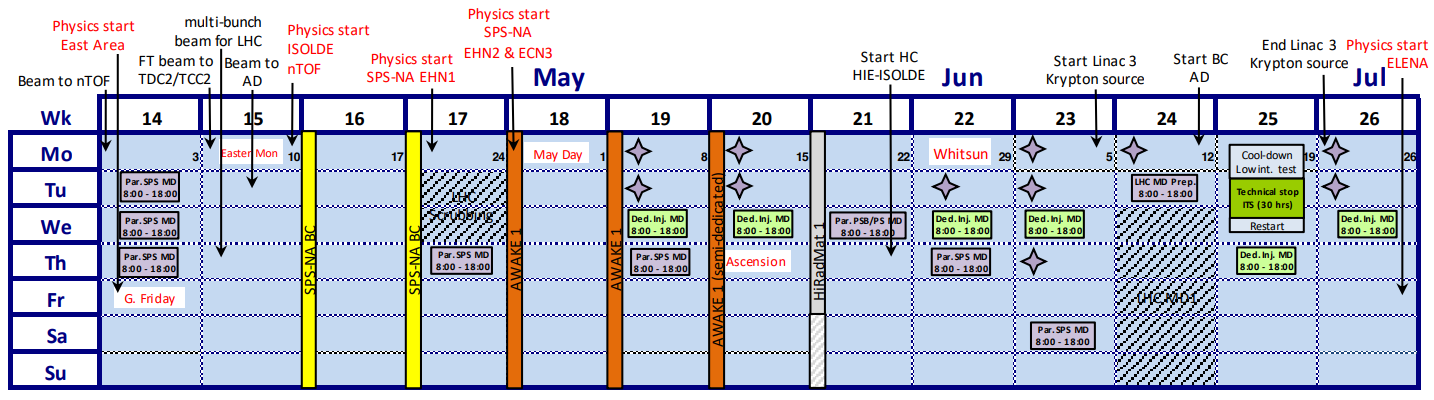 Physics start
East Area
multi-bunch
beam for LHC
FT beam to
TDC2/TCC2
Beam to nTOF
Beam to
AD
Physics start
ISOLDE
nTOF
Physics start
SPS-NA EHN1
Physics start
SPS-NA
EHN2 & ECN3
May
Start HC
HIE-ISOLDE
Jun
Start Linac 3
Krypton source
Start BC
AD
End Linac 3
Krypton source
Physics start
ELENA
Jul
Wk 14 15 16 17 18 19 20 21 22 23 24 25 26
Mo 3 Easter Mon 10 17 24 May Day 1 8 15 22 Whitsun 29 5 12 19 26
Cool-down
Low int. test
Tu
Par. SPS MD
8:00 - 18:00
LHC
Scrubbing
LHC MD Prep.
8:00 - 18:00
Technical stop
ITS (30 hrs)
We
Par. SPS MD
8:00 - 18:00
Ded. Inj. MD
8:00 - 18:00
Ded. Inj. MD
8:00 - 18:00
Par. PSB/PS MD
8:00 - 18:00
Ded. Inj. MD
8:00 - 18:00
Ded. Inj. MD
8:00 - 18:00
Restart
Ded. Inj. MD
8:00 - 18:00
Th
Par. SPS MD
8:00 - 18:00
Par. SPS MD
8:00 - 18:00
Par. SPS MD
8:00 - 18:00
Ascension
Par. SPS MD
8:00 - 18:00
Ded. Inj. MD
8:00 - 18:00
Fr
G. Friday
LHC MD1
Sa
Par. SPS MD
8:00 - 18:00
Su
SPS-NA BC
SPS-NA BC
AWAKE 1
AWAKE 1
AWAKE 1 (semi-dedicated)
HiRadMat 1